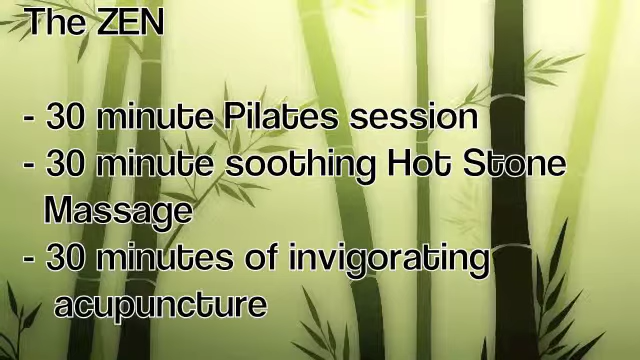 The ZEN
- 30 minute Pilates session
- 30 minute soothing Hot Stone
Massage
- 30 minutes of invigorating
acupuncture